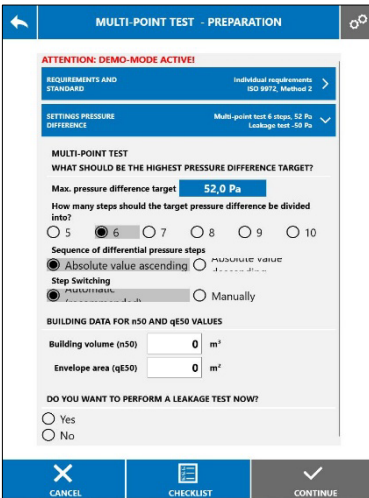 MULTI-POINT TEST - PREPARATION
ATTENTION: DEMO-MODE ACTIVE!
REQUIREMENTS AND STANDARD
Individual requirements
ISO 9972, Method 2
SETTINGS PRESSURE DIFFERENCE
Multi-point test 6 steps, 52 Pa
Leakage test -50 Pa
MULTI-POINT TEST
WHAT SHOULD BE THE HIGHEST PRESSURE DIFFERENCE TARGET?
Max. pressure difference target 52,0 Pa
How many steps should the target pressure difference be divided
into?
5 6 7 8 9 10
Sequence of differential pressure steps
Absolute value ascending Absolute value
descending
Step Switching
Automatic
(recommended) Manually
BUILDING DATA FOR n50 AND qE50 VALUES
Building volume (n50) 0 m³
Envelope area (qE50) 0 m²
DO YOU WANT TO PERFORM A LEAKAGE TEST NOW?
Yes
No
CANCEL CHECKLIST CONTINUE